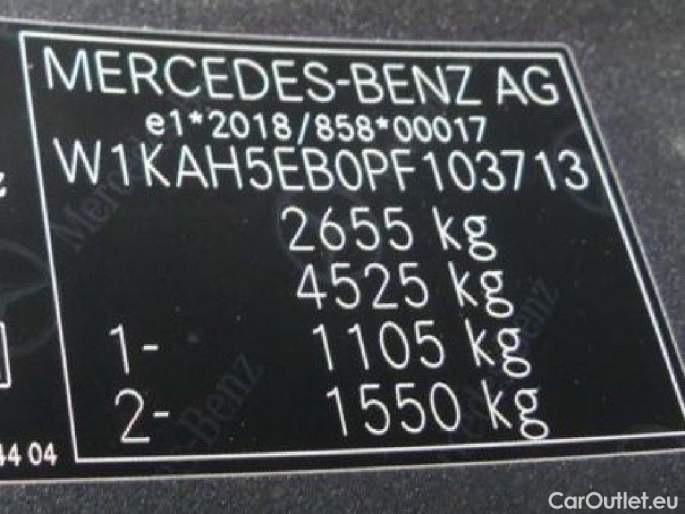 MERCEDES-BENZ AG
e1*2018/858*00017
W1KAH5EB0PF103713
2655 kg
4525 kg
1- 1105 kg
2- 1550 kg
44 04
CarOutlet.eu